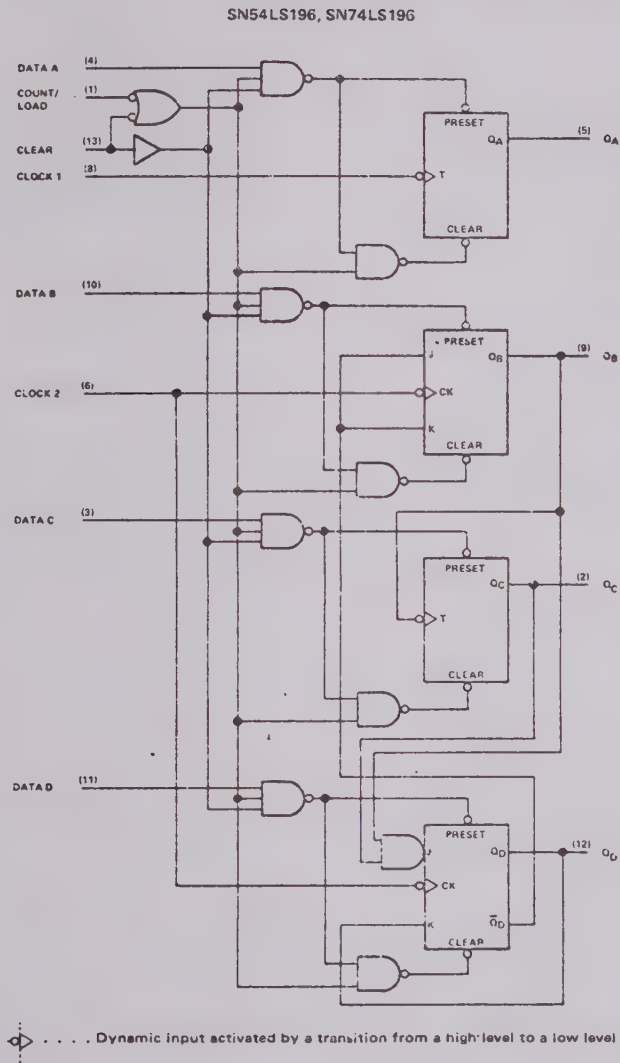 SN54LS196, SN74LS196
DATA A (4)
COUNT/ LOAD (1)
CLEAR (13)
CLOCK 1 (8)
PRESET
QA (5) QA
T
CLEAR
DATA B (10)
PRESET
J QB (9) QB
CLOCK 2 (6)
CK
K
CLEAR
DATA C (3)
PRESET
QC (2) QC
T
CLEAR
DATA D (11)
PRESET
J QD (12) QD
CK
K Q̅D
CLEAR
. . . . Dynamic input activated by a transition from a high level to a low level